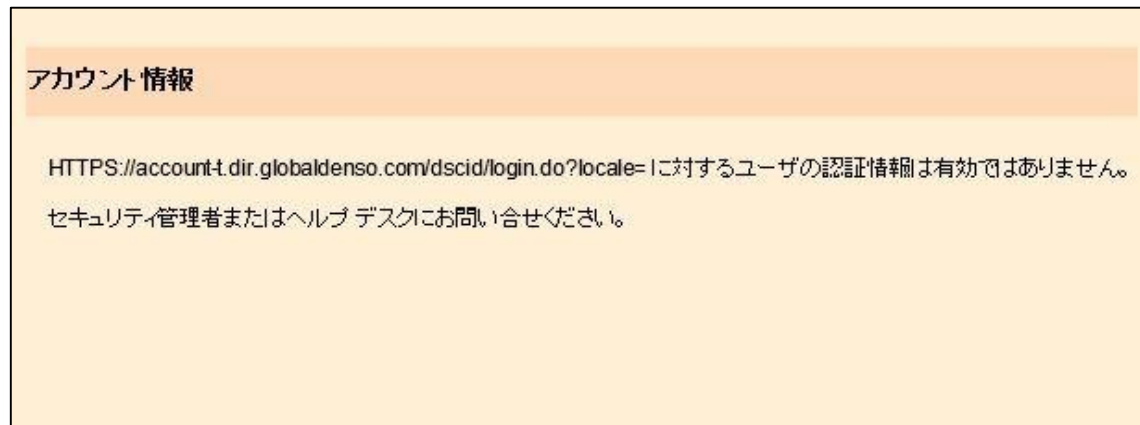 アカウント情報
HTTPS://account-t.dir.globaldenso.com/dscid/login.do?locale= に対するユーザの認証情報は有効ではありません。
セキュリティ管理者またはヘルプ デスクにお問い合せください。